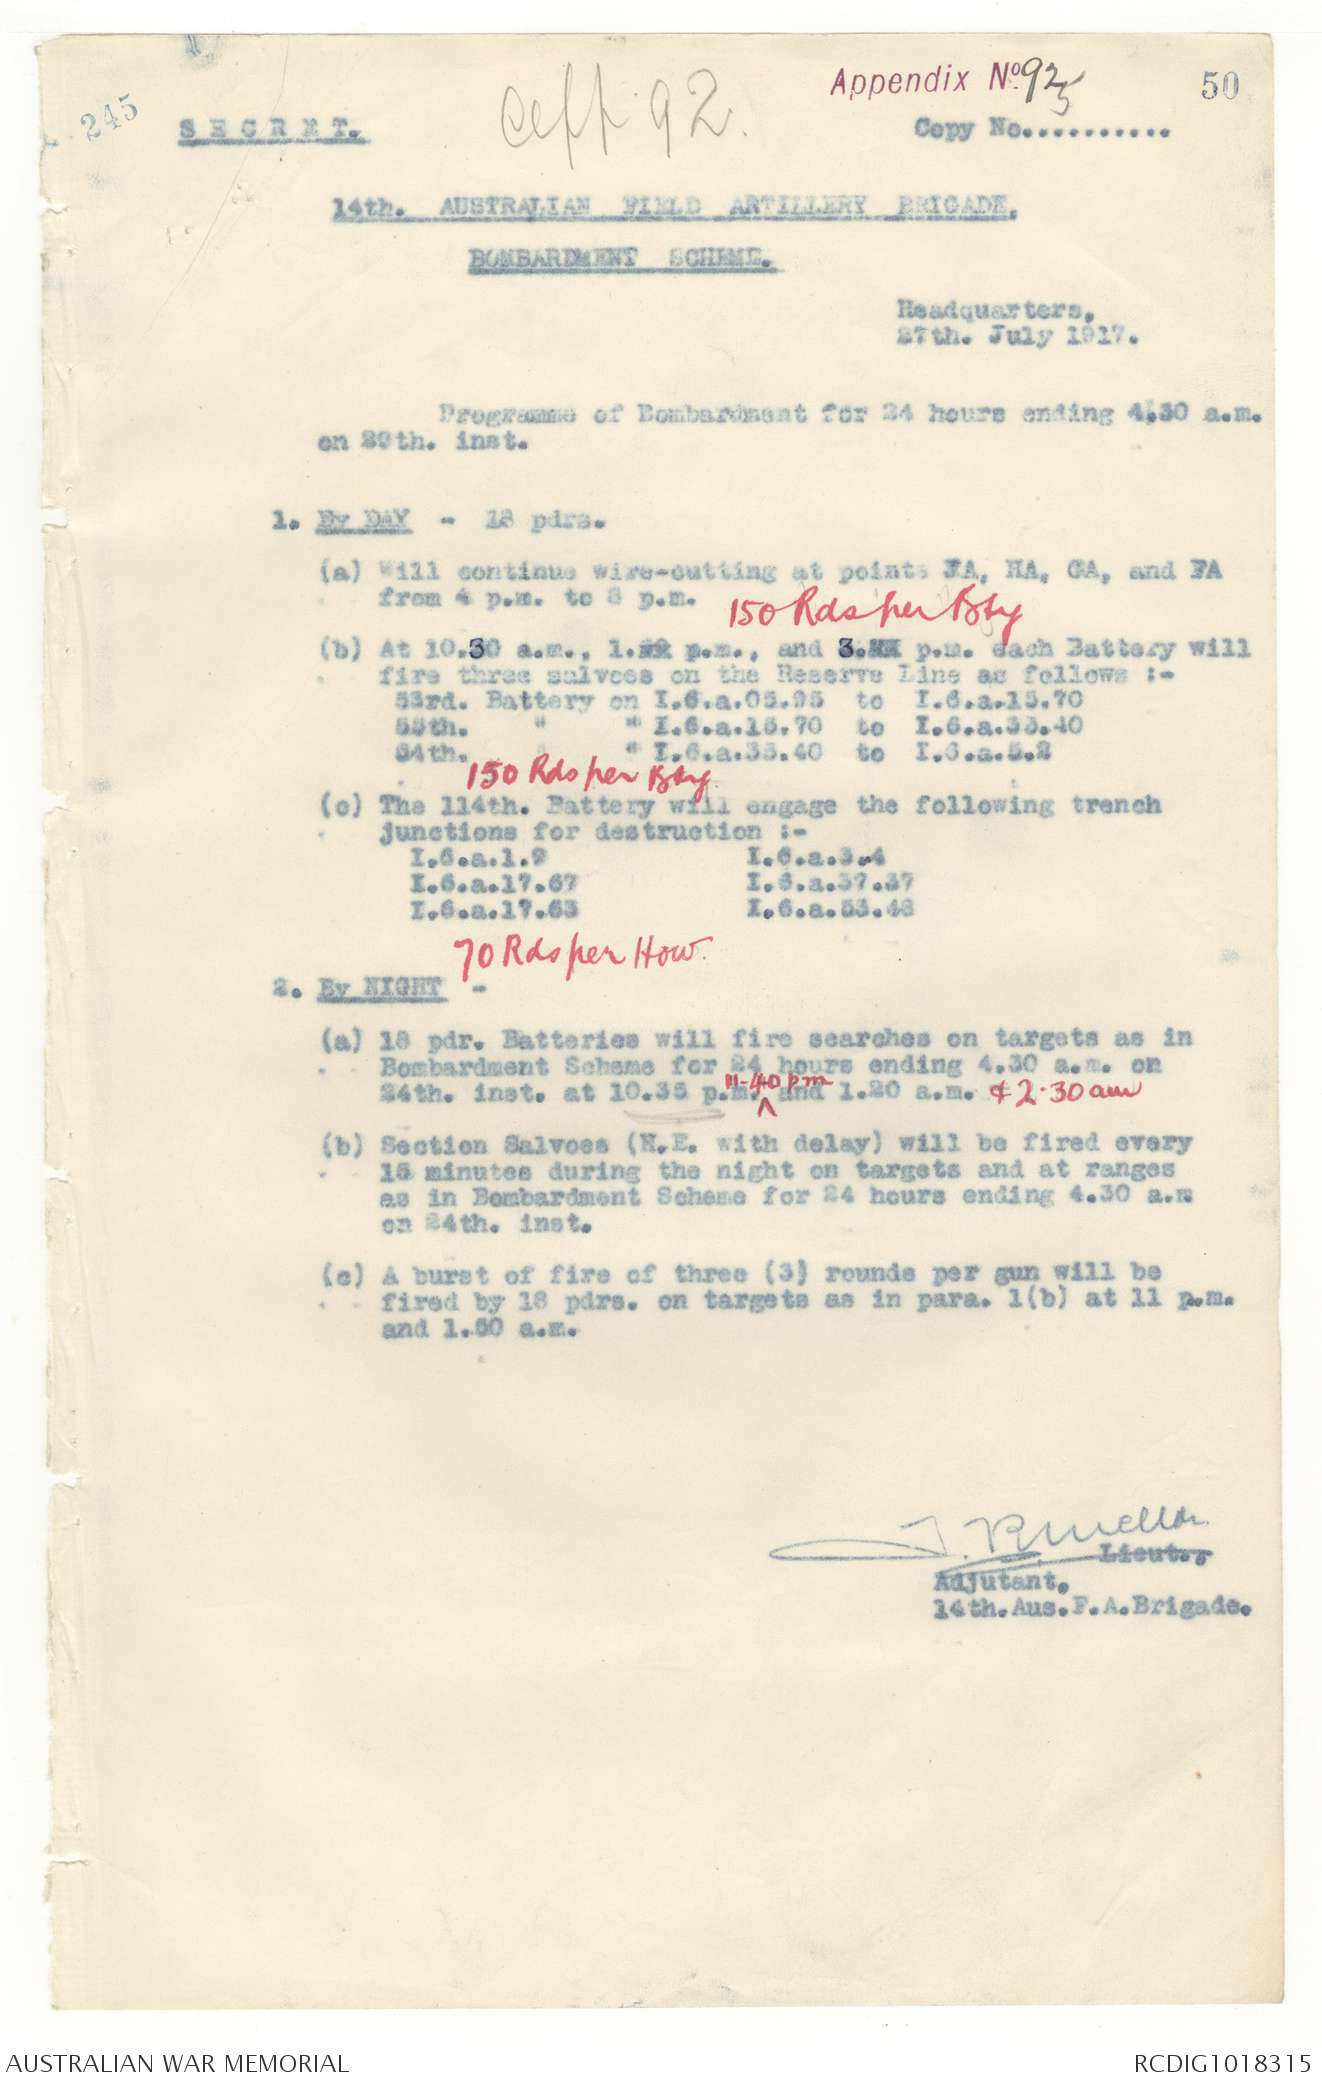 Appendix No. 92
5
50
245
app 92.
SECRET.
Copy No...........
14th. AUSTRALIAN FIELD ARTILLERY BRIGADE.
BOMBARDMENT SCHEME.
Headquarters,
27th. July 1917.
Programme of Bombardment for 24 hours ending 4.30 a.m.
on 29th. inst.
1. By DAY - 18 pdrs.
(a) Will continue wire-cutting at points JA, HA, GA, and FA
from 4 p.m. to 8 p.m.
150 Rds per Bty
(b) At 10.30 a.m., 1. p.m., and 3. p.m. each Battery will
fire three salvoes on the Reserve Line as follows :-
53rd. Battery on I.6.a.05.95 to I.6.a.15.70
55th. " " I.6.a.15.70 to I.6.a.35.40
54th. " " I.6.a.35.40 to I.6.a.5.2
150 Rds per Bty
(c) The 114th. Battery will engage the following trench
junctions for destruction :-
I.6.a.1.9 I.6.a.3.4
I.6.a.17.67 I.6.a.37.37
I.6.a.17.63 I.6.a.53.48
70 Rds per How.
2. By NIGHT -
(a) 18 pdr. Batteries will fire searches on targets as in
Bombardment Scheme for 24 hours ending 4.30 a.m. on
24th. inst. at 10.35 p.m. 11-40 pm and 1.20 a.m. & 2.30 am
(b) Section Salvoes (H.E. with delay) will be fired every
15 minutes during the night on targets and at ranges
as in Bombardment Scheme for 24 hours ending 4.30 a.m
on 24th. inst.
(c) A burst of fire of three (3) rounds per gun will be
fired by 18 pdrs. on targets as in para. 1(b) at 11 p.m.
and 1.50 a.m.
T. R. Mellor
Lieut.,
Adjutant,
14th.Aus.F.A.Brigade.
AUSTRALIAN WAR MEMORIAL
RCDIG1018315